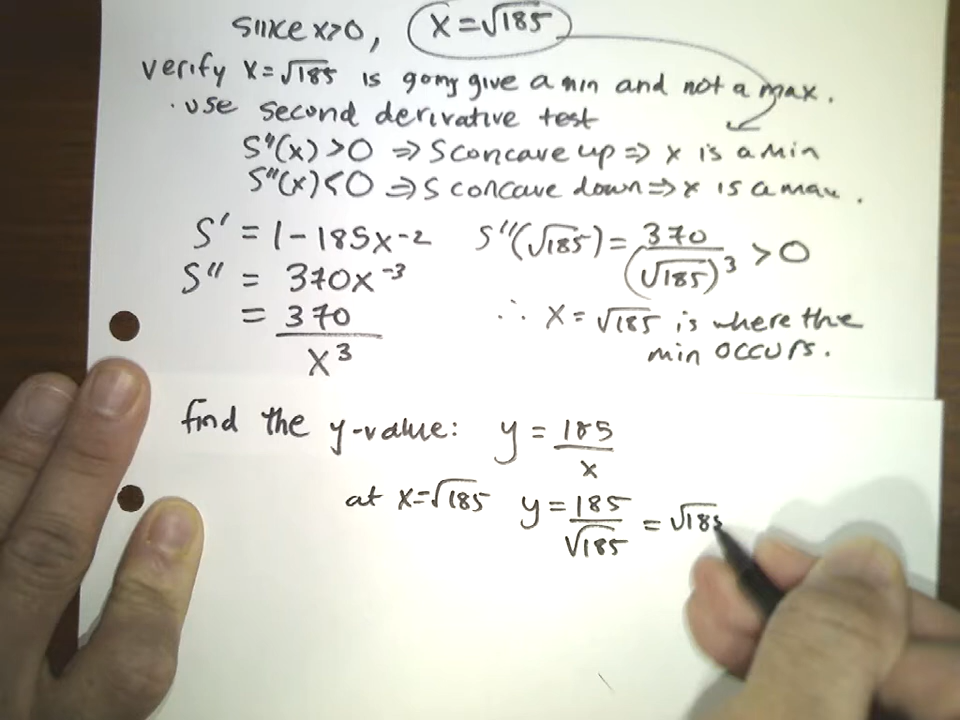 since x>0, x=√185
verify x=√185 is going give a min and not a max.
· use second derivative test
S"(x)>0 ⇒ S concave up ⇒ x is a min
S"(x)<0 ⇒ S concave down ⇒ x is a max.
S' = 1-185x^-2
S" = 370x^-3
= 370/x^3
S"(√185) = 370/(√185)^3 > 0
∴ x = √185 is where the
min occurs.
find the y-value: y = 185/x
at x=√185 y = 185/√185 = √185